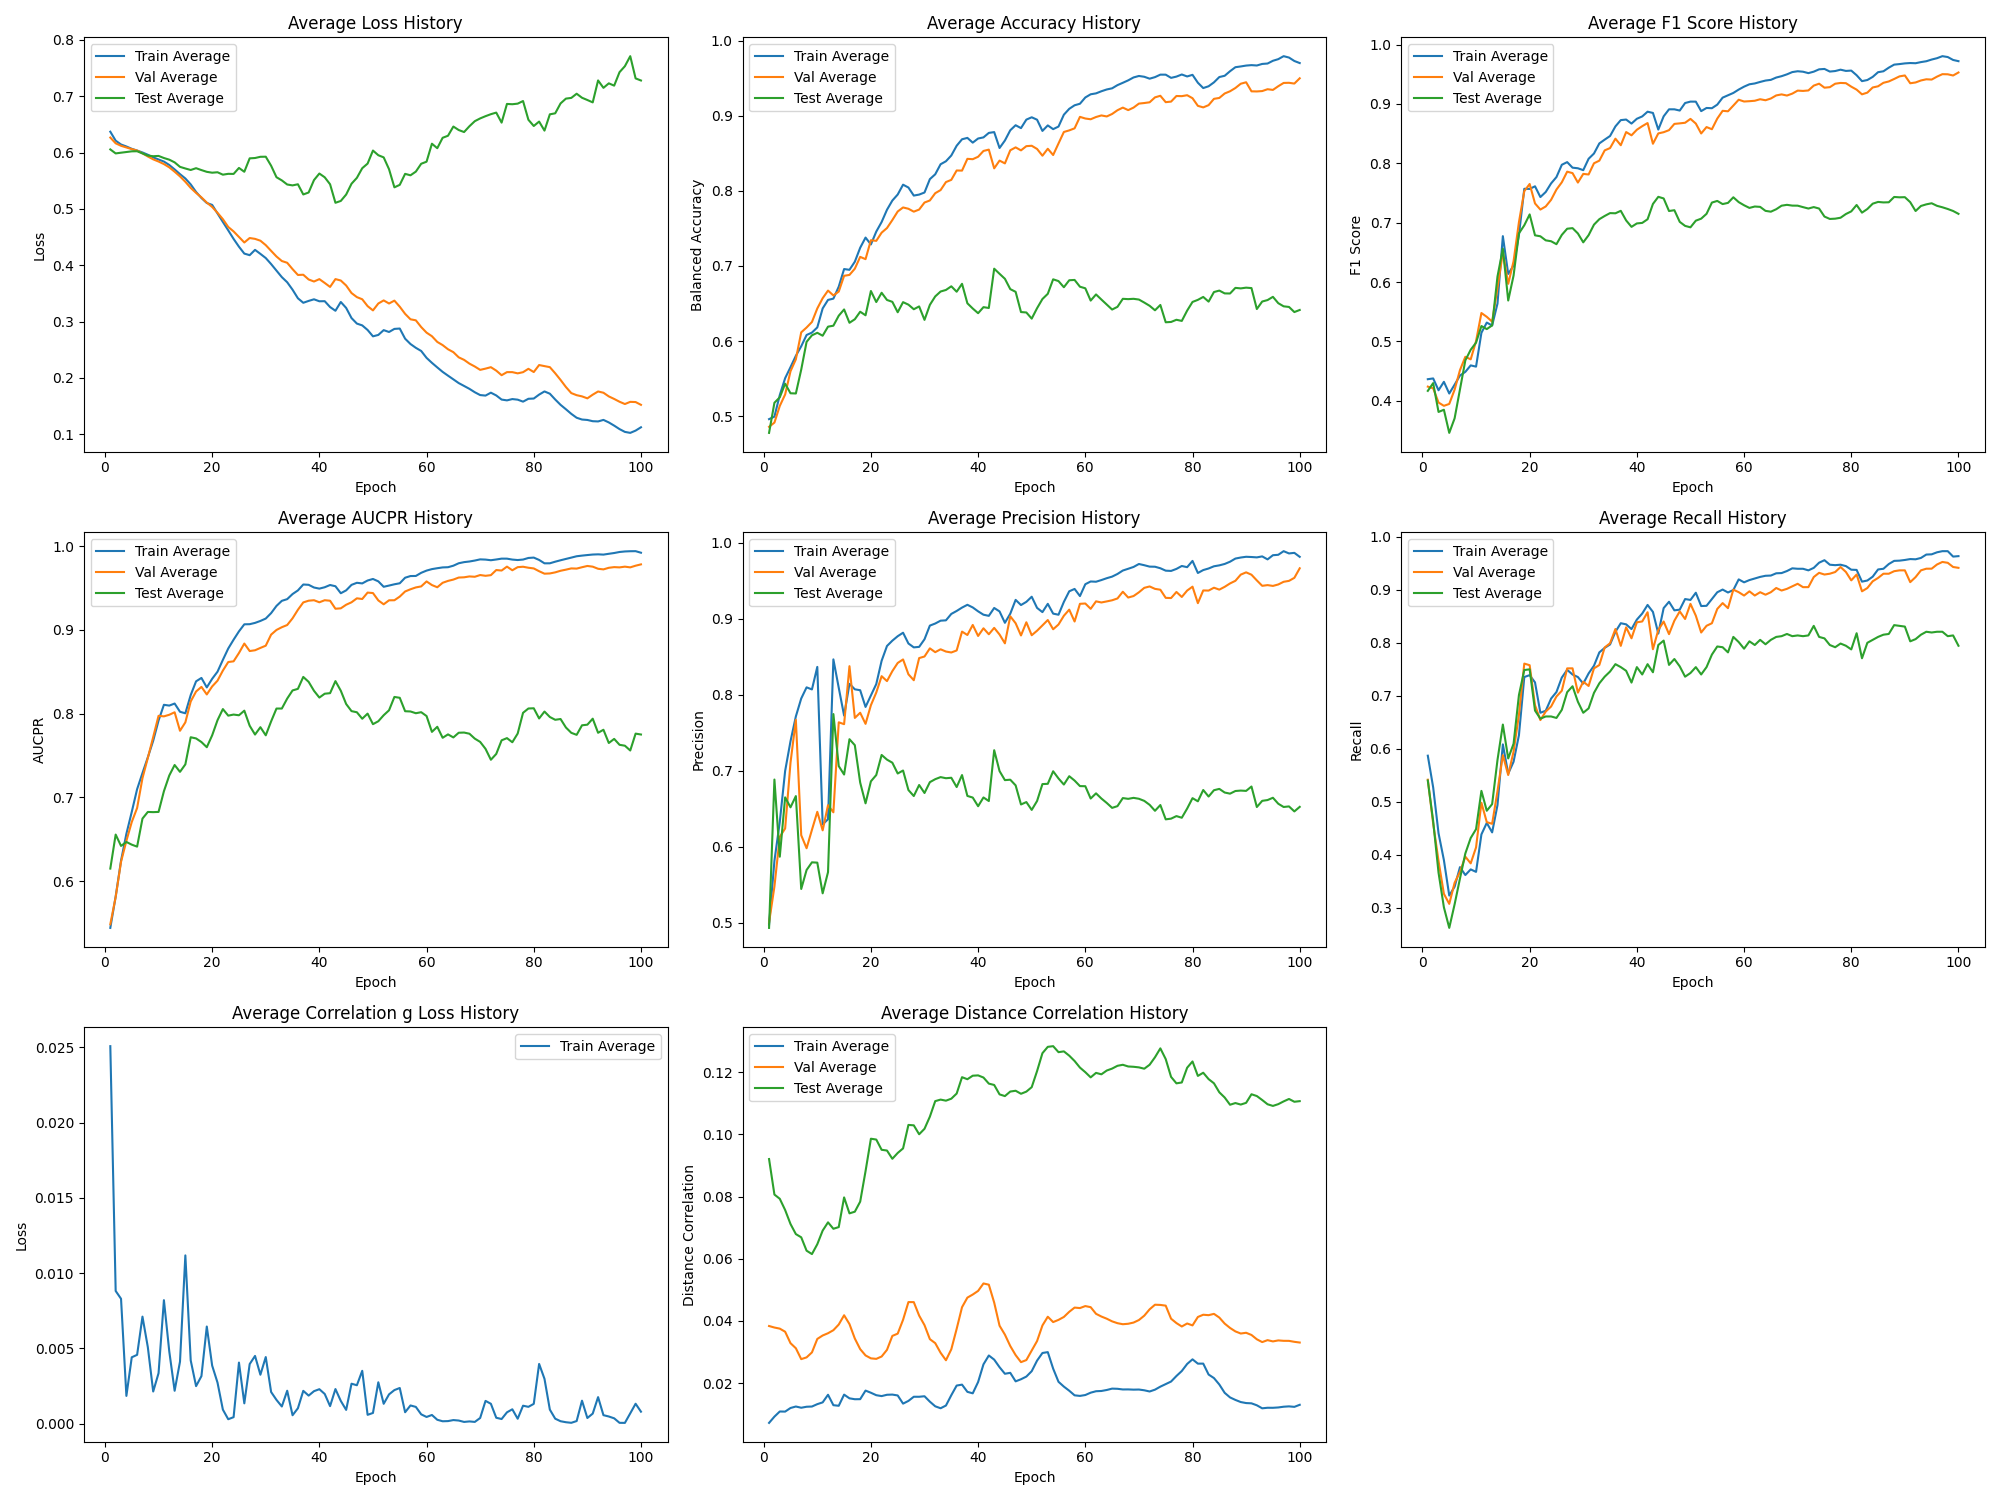 Average Loss History
Train Average
Val Average
Test Average
0.8
0.7
0.6
0.5
0.4
0.3
0.2
0.1
Loss
0 20 40 60 80 100
Epoch
Average Accuracy History
Train Average
Val Average
Test Average
1.0
0.9
0.8
0.7
0.6
0.5
Balanced Accuracy
0 20 40 60 80 100
Epoch
Average F1 Score History
Train Average
Val Average
Test Average
1.0
0.9
0.8
0.7
0.6
0.5
0.4
F1 Score
0 20 40 60 80 100
Epoch
Average AUCPR History
Train Average
Val Average
Test Average
1.0
0.9
0.8
0.7
0.6
AUCPR
0 20 40 60 80 100
Epoch
Average Precision History
Train Average
Val Average
Test Average
1.0
0.9
0.8
0.7
0.6
0.5
Precision
0 20 40 60 80 100
Epoch
Average Recall History
Train Average
Val Average
Test Average
1.0
0.9
0.8
0.7
0.6
0.5
0.4
0.3
Recall
0 20 40 60 80 100
Epoch
Average Correlation g Loss History
Train Average
0.025
0.020
0.015
0.010
0.005
0.000
Loss
0 20 40 60 80 100
Epoch
Average Distance Correlation History
Train Average
Val Average
Test Average
0.12
0.10
0.08
0.06
0.04
0.02
Distance Correlation
0 20 40 60 80 100
Epoch